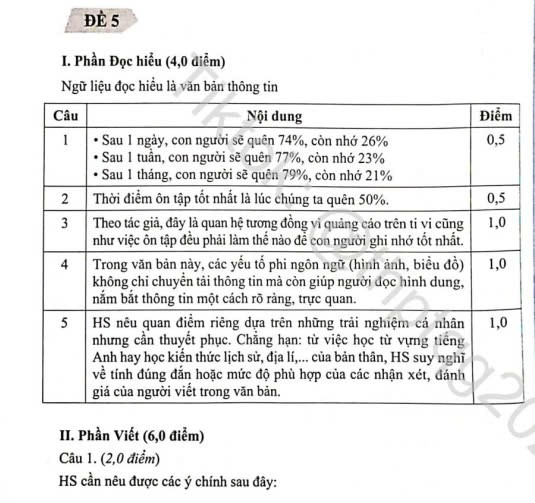 ĐỀ 5
I. Phần Đọc hiểu (4,0 điểm)
Ngữ liệu đọc hiểu là văn bản thông tin
Câu Nội dung Điểm
1 • Sau 1 ngày, con người sẽ quên 74%, còn nhớ 26% 0,5
• Sau 1 tuần, con người sẽ quên 77%, còn nhớ 23%
• Sau 1 tháng, con người sẽ quên 79%, còn nhớ 21%
2 Thời điểm ôn tập tốt nhất là lúc chúng ta quên 50%. 0,5
3 Theo tác giả, đây là quan hệ tương đồng vì quảng cáo trên ti vi cũng 1,0
như việc ôn tập đều phải làm thế nào để con người ghi nhớ tốt nhất.
4 Trong văn bản này, các yếu tố phi ngôn ngữ (hình ảnh, biểu đồ) 1,0
không chỉ chuyển tải thông tin mà còn giúp người đọc hình dung,
nắm bắt thông tin một cách rõ ràng, trực quan.
5 HS nêu quan điểm riêng dựa trên những trải nghiệm cá nhân 1,0
nhưng cần thuyết phục. Chẳng hạn: từ việc học từ vựng tiếng
Anh hay học kiến thức lịch sử, địa lí,... của bản thân, HS suy nghĩ
về tính đúng đắn hoặc mức độ phù hợp của các nhận xét, đánh
giá của người viết trong văn bản.
II. Phần Viết (6,0 điểm)
Câu 1. (2,0 điểm)
HS cần nêu được các ý chính sau đây: